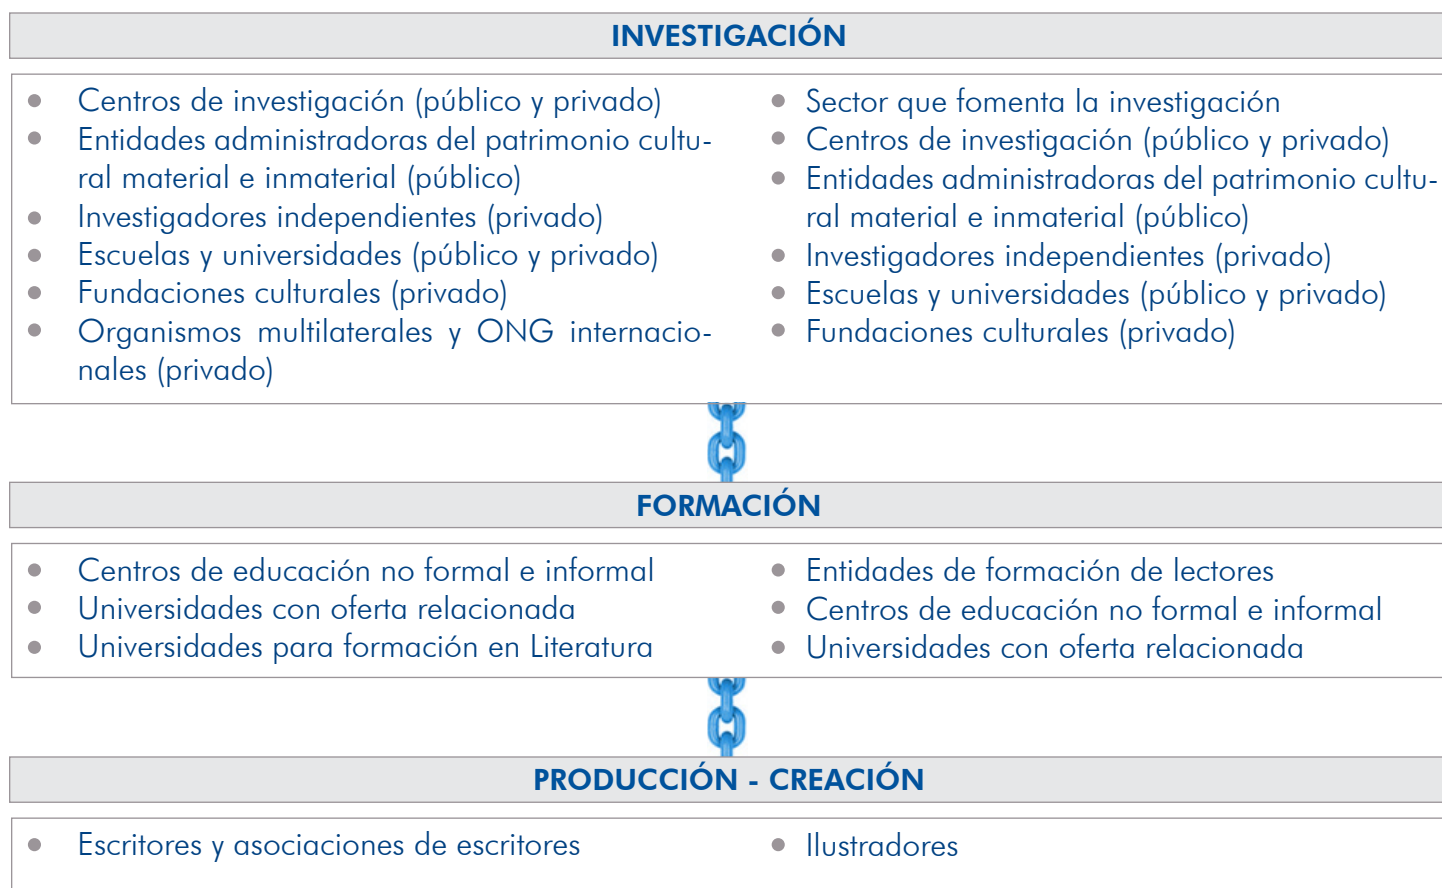 INVESTIGACIÓN
Centros de investigación (público y privado)
Entidades administradoras del patrimonio cultu-
ral material e inmaterial (público)
Investigadores independientes (privado)
Escuelas y universidades (público y privado)
Fundaciones culturales (privado)
Organismos multilaterales y ONG internacio-
nales (privado)
Sector que fomenta la investigación
Centros de investigación (público y privado)
Entidades administradoras del patrimonio cultu-
ral material e inmaterial (público)
Investigadores independientes (privado)
Escuelas y universidades (público y privado)
Fundaciones culturales (privado)
FORMACIÓN
Centros de educación no formal e informal
Universidades con oferta relacionada
Universidades para formación en Literatura
Entidades de formación de lectores
Centros de educación no formal e informal
Universidades con oferta relacionada
PRODUCCIÓN - CREACIÓN
Escritores y asociaciones de escritores
Ilustradores